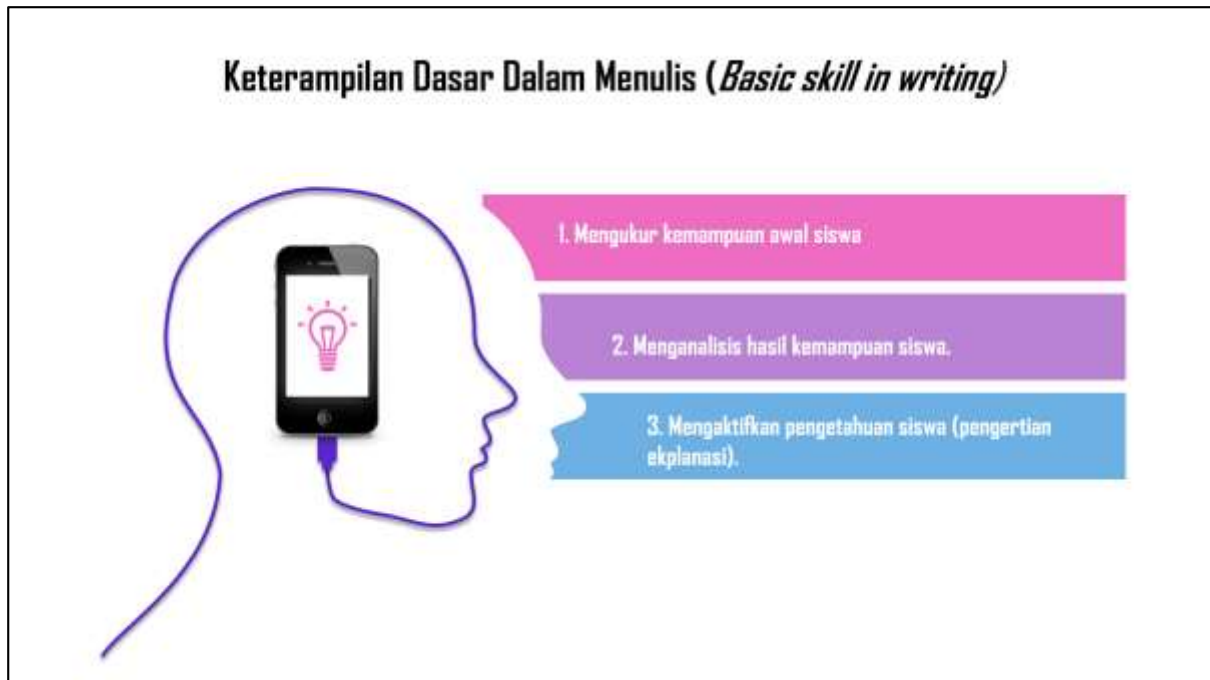 Keterampilan Dasar Dalam Menulis (Basic skill in writing)
1. Mengukur kemampuan awal siswa
2. Menganalisis hasil kemampuan siswa.
3. Mengaktifkan pengetahuan siswa (pengertian
ekplanasi).